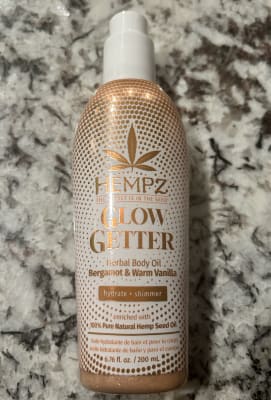 HEMPZ
GLOW
GETTER
Herbal Body Oil
Bergamot & Warm Vanilla
hydrate • shimmer
enriched with
100% Pure Natural Hemp Seed Oil
6.76 fl. oz. / 200 mL